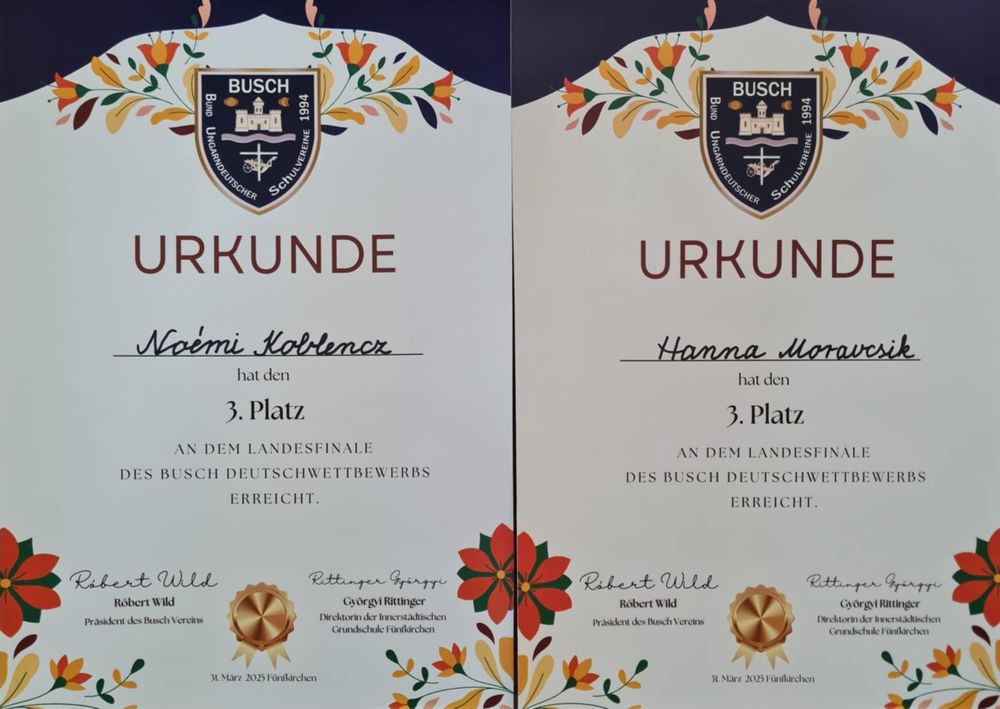 BUSCH
BUND UNGARNDEUTSCHER SCHULVEREINE 1994
URKUNDE
Noémi Koblencz
hat den
3. Platz
AN DEM LANDESFINALE
DES BUSCH DEUTSCHWETTBEWERBS
ERREICHT.
Róbert Wild
Róbert Wild
Präsident des Busch Vereins
Rittinger Györgyi
Györgyi Rittinger
Direktorin der Innerstädtischen
Grundschule Fünfkirchen
31. März 2025 Fünfkirchen
BUSCH
BUND UNGARNDEUTSCHER SCHULVEREINE 1994
URKUNDE
Hanna Moravcsik
hat den
3. Platz
AN DEM LANDESFINALE
DES BUSCH DEUTSCHWETTBEWERBS
ERREICHT.
Róbert Wild
Róbert Wild
Präsident des Busch Vereins
Rittinger Györgyi
Györgyi Rittinger
Direktorin der Innerstädtischen
Grundschule Fünfkirchen
31. März 2025 Fünfkirchen